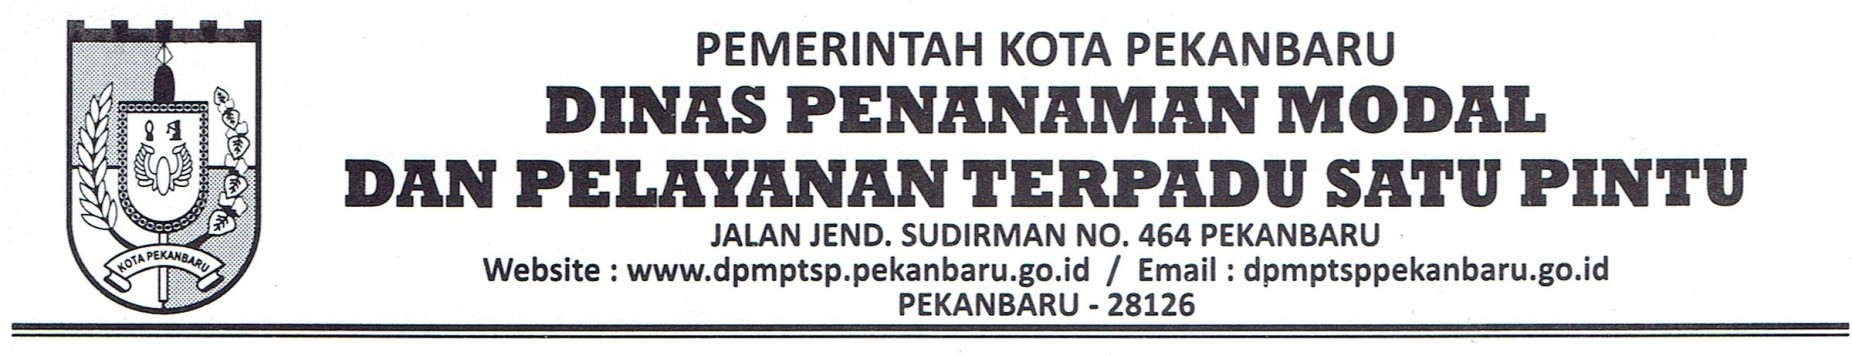 PEMERINTAH KOTA PEKANBARU
DINAS PENANAMAN MODAL
DAN PELAYANAN TERPADU SATU PINTU
JALAN JEND. SUDIRMAN NO. 464 PEKANBARU
Website : www.dpmptsp.pekanbaru.go.id / Email : dpmptsppekanbaru.go.id
PEKANBARU - 28126
KOTA PEKANBARU